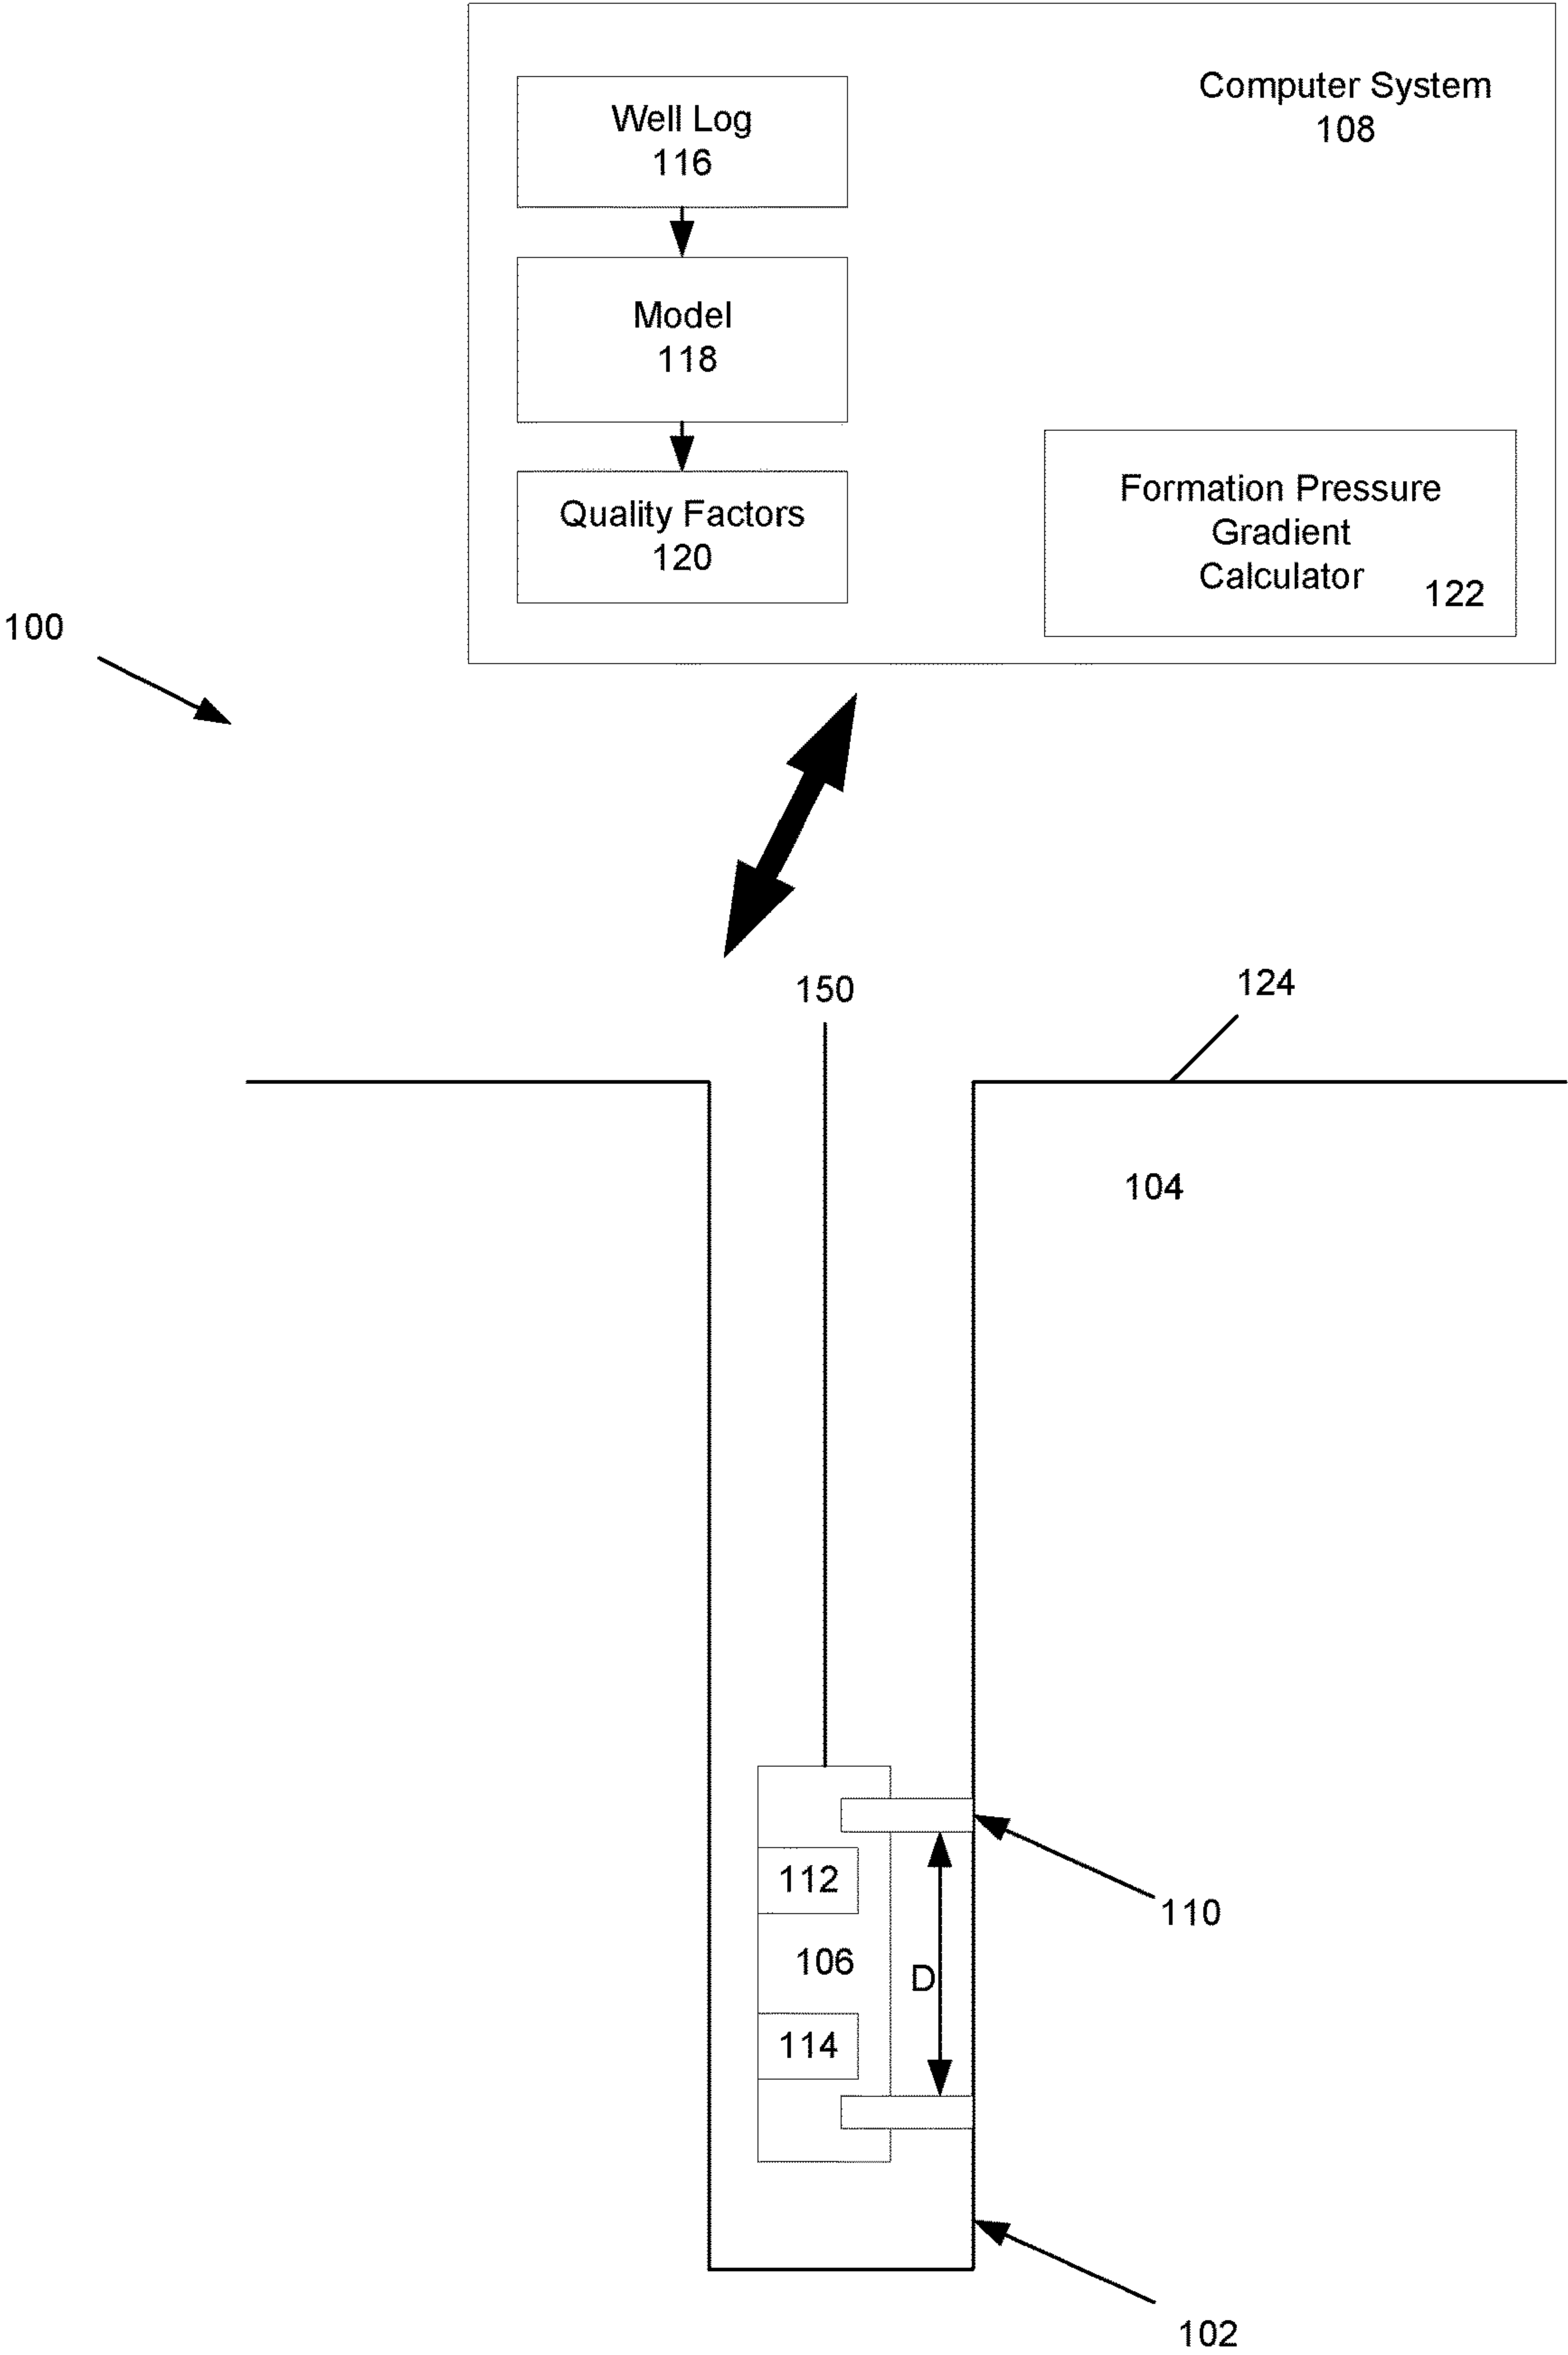 Computer System
108
Well Log
116
Model
118
Quality Factors
120
Formation Pressure
Gradient
Calculator
122
100
150
124
104
112
106
D
110
114
102